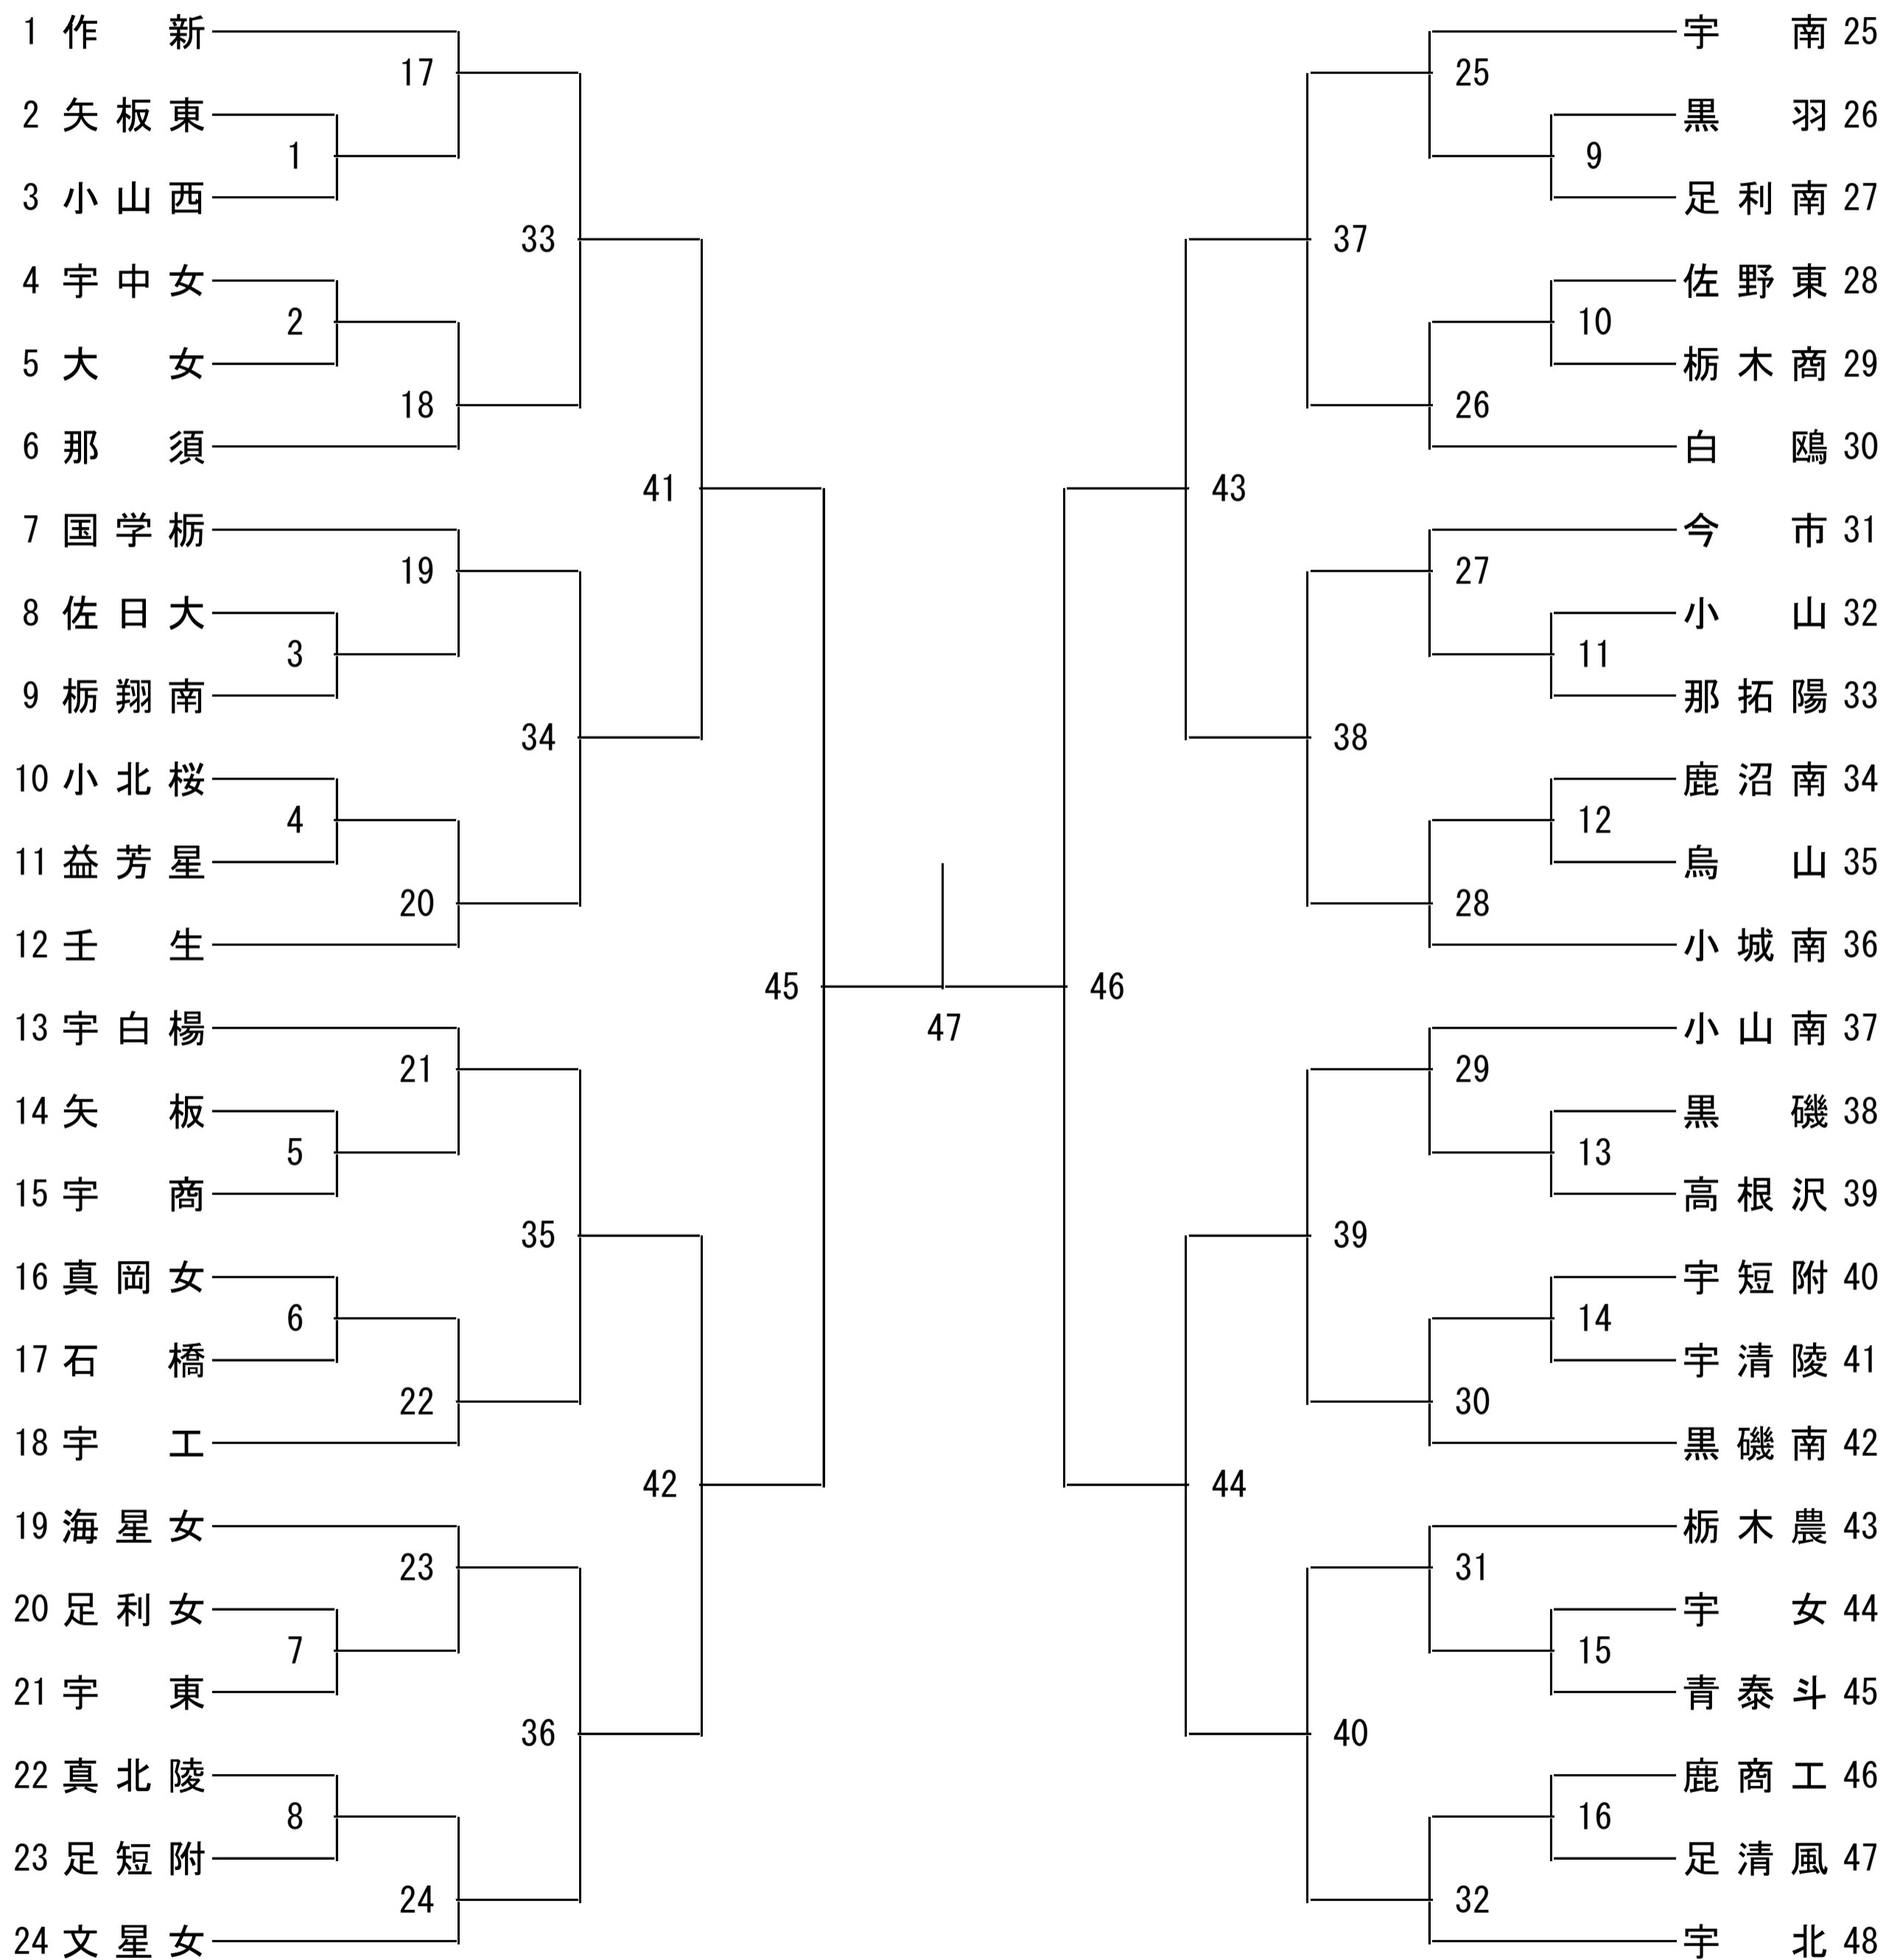 1 作新
17
2 矢板東
1
3 小山西
33
4 宇中女
2
5 大女
18
6 那須
41
7 国学栃
19
8 佐日大
3
9 栃翔南
34
10 小北桜
4
11 益芳星
20
12 壬生
45
13 宇白楊
21
14 矢板
5
15 宇商
35
16 真岡女
6
17 石橋
22
18 宇工
42
19 海星女
23
20 足利女
7
21 宇東
36
22 真北陵
8
23 足短附
24
24 文星女
47
宇南 25
25
黒羽 26
9
足利南 27
37
佐野東 28
10
栃木商 29
26
白鴎 30
43
今市 31
27
小山 32
11
那拓陽 33
38
鹿沼南 34
12
烏山 35
28
小城南 36
46
小山南 37
29
黒磯 38
13
高根沢 39
39
宇短附 40
14
宇清陵 41
30
黒磯南 42
44
栃木農 43
31
宇女 44
15
青泰斗 45
40
鹿商工 46
16
足清風 47
32
宇北 48